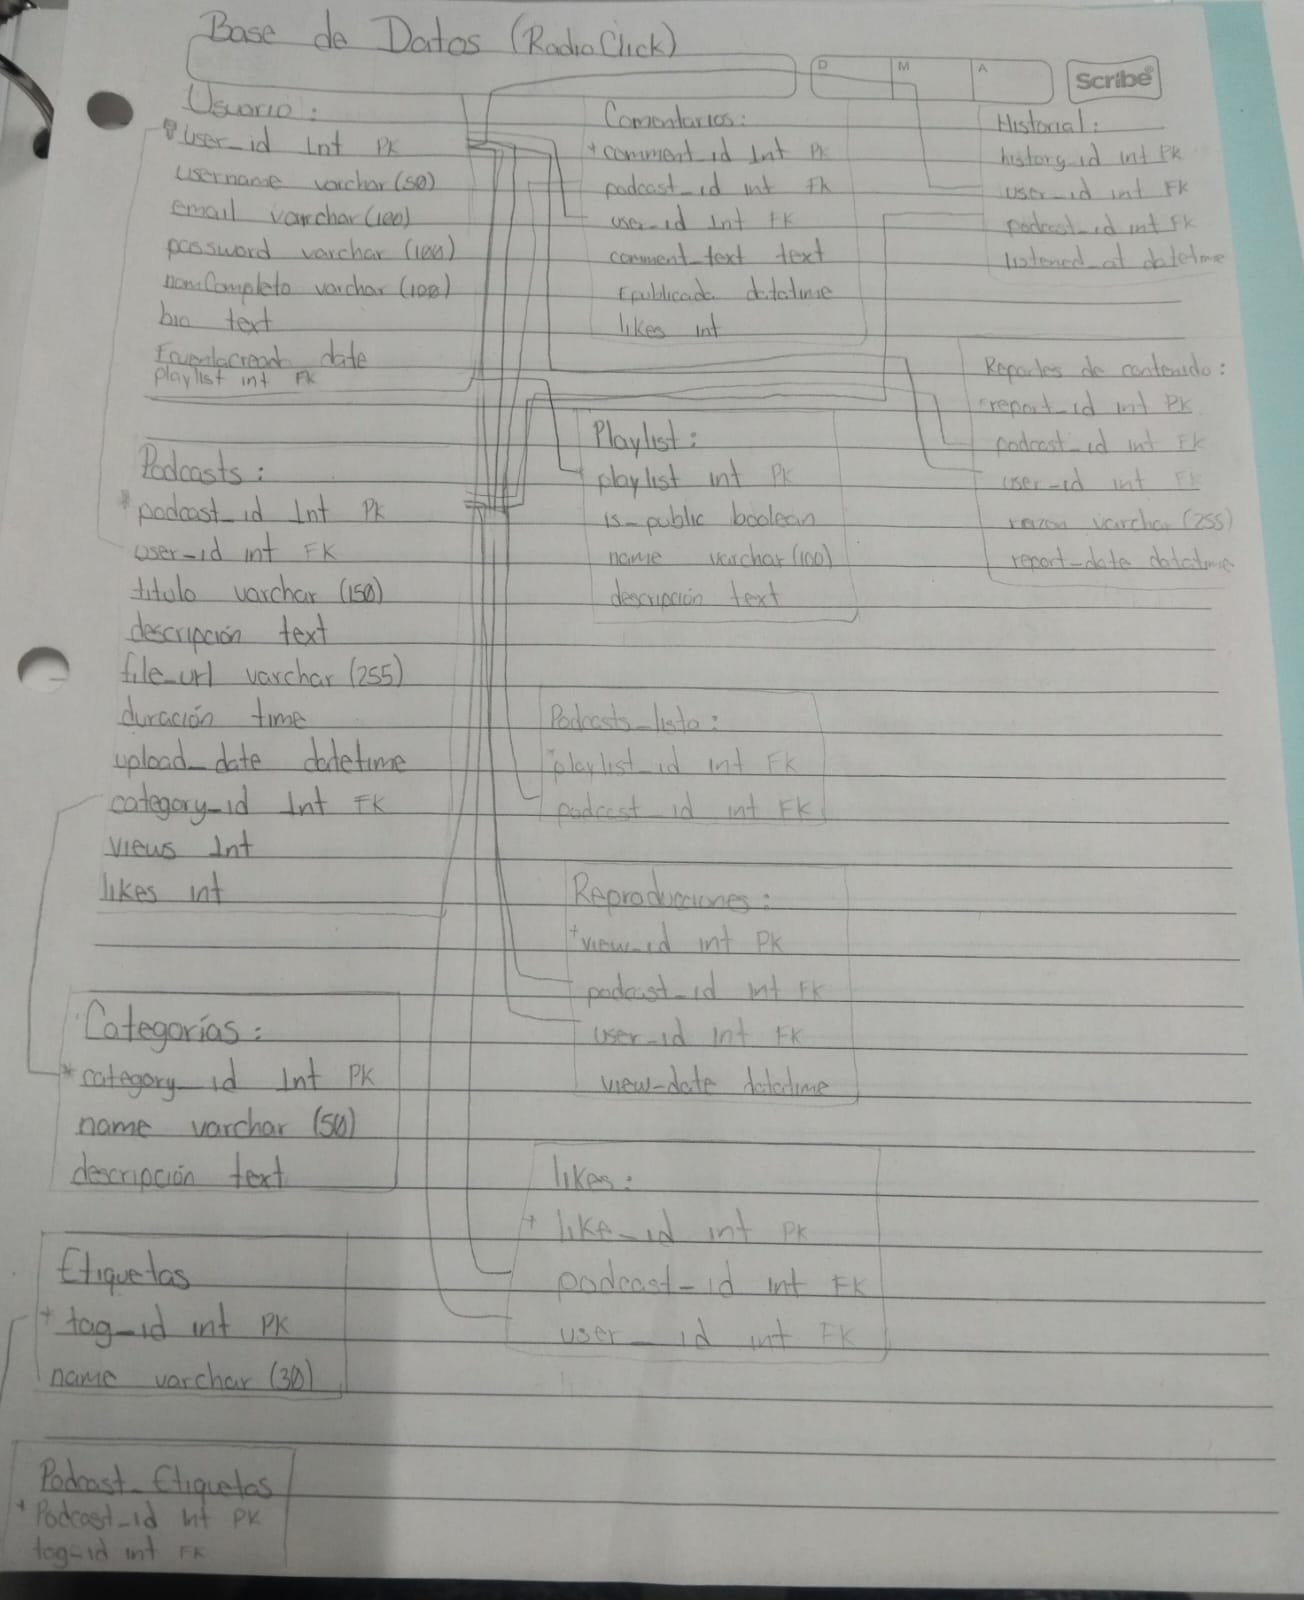 Base de Datos (RadioClick)
D M A
Scribe
Usuario:
user_id Int PK
username varchar(50)
email varchar(100)
password varchar(100)
nomCompleto varchar(100)
bio text
date
playlist int FK
Comentarios:
comment_id Int PK
podcast_id int FK
user_id Int FK
comment_text text
fpublicada datatime
likes int
Historial:
history_id int PK
user_id int FK
podcast_id int FK
listened_at datetime
Reportes de contenido:
report_id int PK
podcast_id int FK
user_id int FK
razon varchar(255)
report_date datatime
Podcasts:
* podcast_id Int PK
user_id int FK
titulo varchar(150)
descripción text
file_url varchar(255)
duración time
upload_date datetime
category_id Int FK
views Int
likes int
Playlist:
playlist int PK
is_public boolean
name varchar(100)
descripción text
Podcasts_lista:
playlist_id int FK
podcast_id int FK
Reproducciones:
+ view_id int PK
podcast_id int FK
user_id Int FK
view_date datatime
Categorías:
* category_id Int PK
name varchar(50)
descripción text
likes:
+ like_id int PK
podcast_id Int FK
user_id int FK
Etiquetas
+ tag_id int PK
name varchar(30)
Podcast_Etiquetas
+ Podcast_id int PK
tag_id int FK